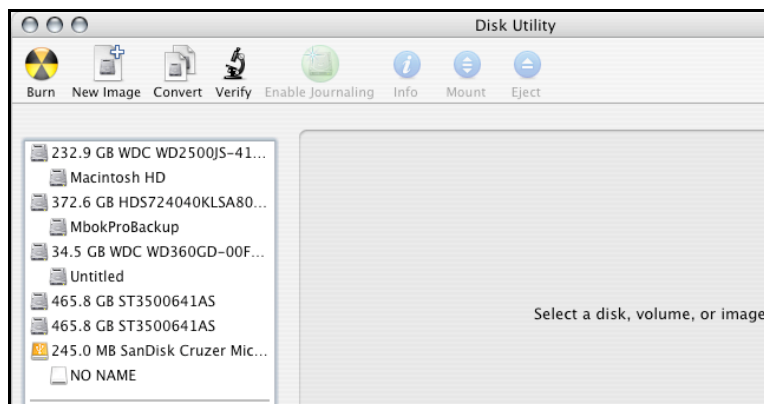 Disk Utility
Burn New Image Convert Verify Enable Journaling Info Mount Eject
232.9 GB WDC WD2500JS-41...
Macintosh HD
372.6 GB HDS724040KLSA80...
MbokProBackup
34.5 GB WDC WD360GD-00F...
Untitled
465.8 GB ST3500641AS
465.8 GB ST3500641AS
245.0 MB SanDisk Cruzer Mic...
NO NAME
Select a disk, volume, or image